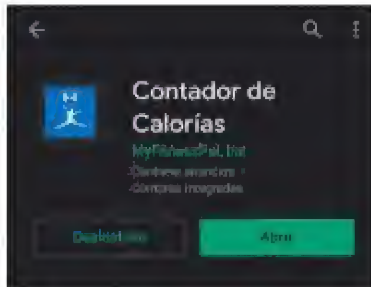 Contador de
Calorías
MyFitnessPal, Inc.
Contiene anuncios
Compras integradas
Desinstalar
Abrir